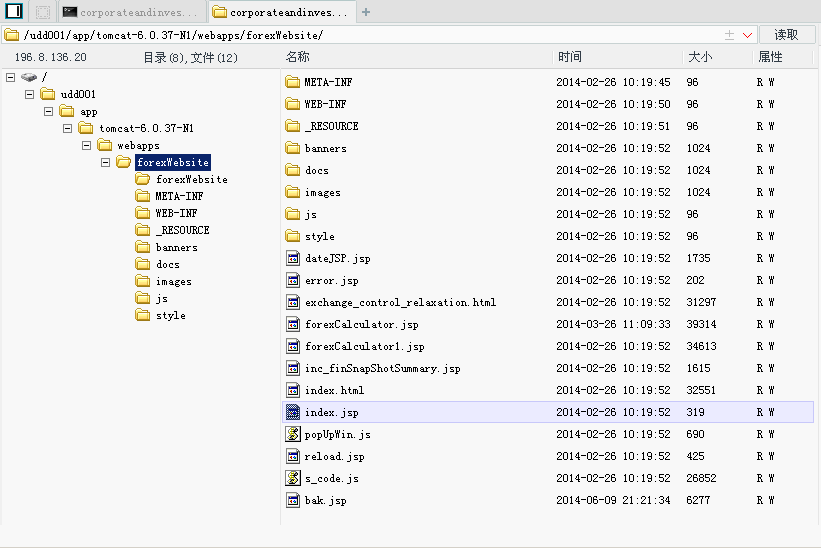 corporateandinves... corporateandinves... +
/udd001/app/tomcat-6.0.37-N1/webapps/forexWebsite/ 读取
196.8.136.20 目录(8),文件(12) 名称 时间 大小 属性
/
udd001
app
tomcat-6.0.37-N1
webapps
forexWebsite
forexWebsite
META-INF
WEB-INF
_RESOURCE
banners
docs
images
js
style
META-INF 2014-02-26 10:19:45 96 R W
WEB-INF 2014-02-26 10:19:50 96 R W
_RESOURCE 2014-02-26 10:19:51 96 R W
banners 2014-02-26 10:19:52 1024 R W
docs 2014-02-26 10:19:52 1024 R W
images 2014-02-26 10:19:52 1024 R W
js 2014-02-26 10:19:52 96 R W
style 2014-02-26 10:19:52 96 R W
dateJSP.jsp 2014-02-26 10:19:52 1735 R W
error.jsp 2014-02-26 10:19:52 202 R W
exchange_control_relaxation.html 2014-02-26 10:19:52 31297 R W
forexCalculator.jsp 2014-03-26 11:09:33 39314 R W
forexCalculator1.jsp 2014-02-26 10:19:52 34613 R W
inc_finSnapShotSummary.jsp 2014-02-26 10:19:52 1615 R W
index.html 2014-02-26 10:19:52 32551 R W
index.jsp 2014-02-26 10:19:52 319 R W
popUpWin.js 2014-02-26 10:19:52 690 R W
reload.jsp 2014-02-26 10:19:52 425 R W
s_code.js 2014-02-26 10:19:52 26852 R W
bak.jsp 2014-06-09 21:21:34 6277 R W